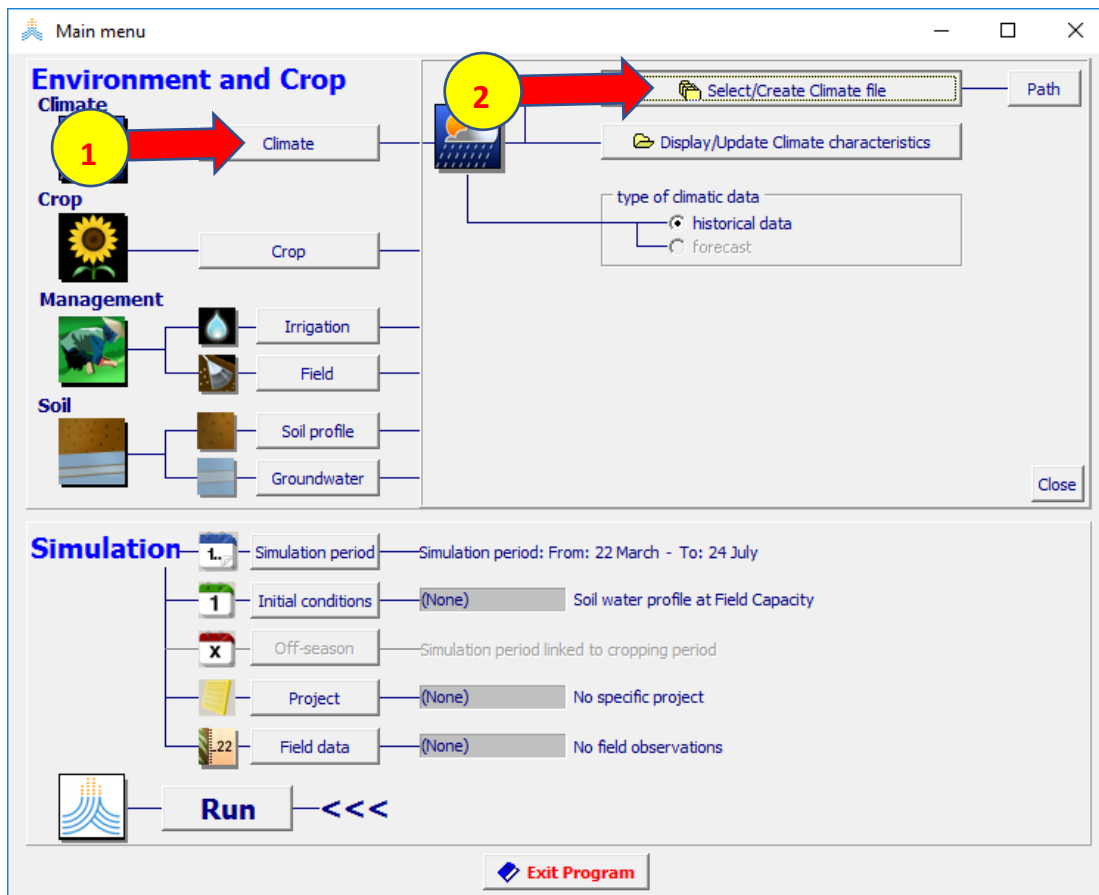 Main menu
Environment and Crop
Climate
1
Climate
2
Select/Create Climate file
Path
Display/Update Climate characteristics
type of climatic data
historical data
forecast
Crop
Crop
Management
Irrigation
Field
Soil
Soil profile
Groundwater
Close
Simulation
1..
Simulation period
Simulation period: From: 22 March - To: 24 July
1
Initial conditions
(None)
Soil water profile at Field Capacity
x
Off-season
Simulation period linked to cropping period
Project
(None)
No specific project
..22
Field data
(None)
No field observations
Run
<<<
Exit Program